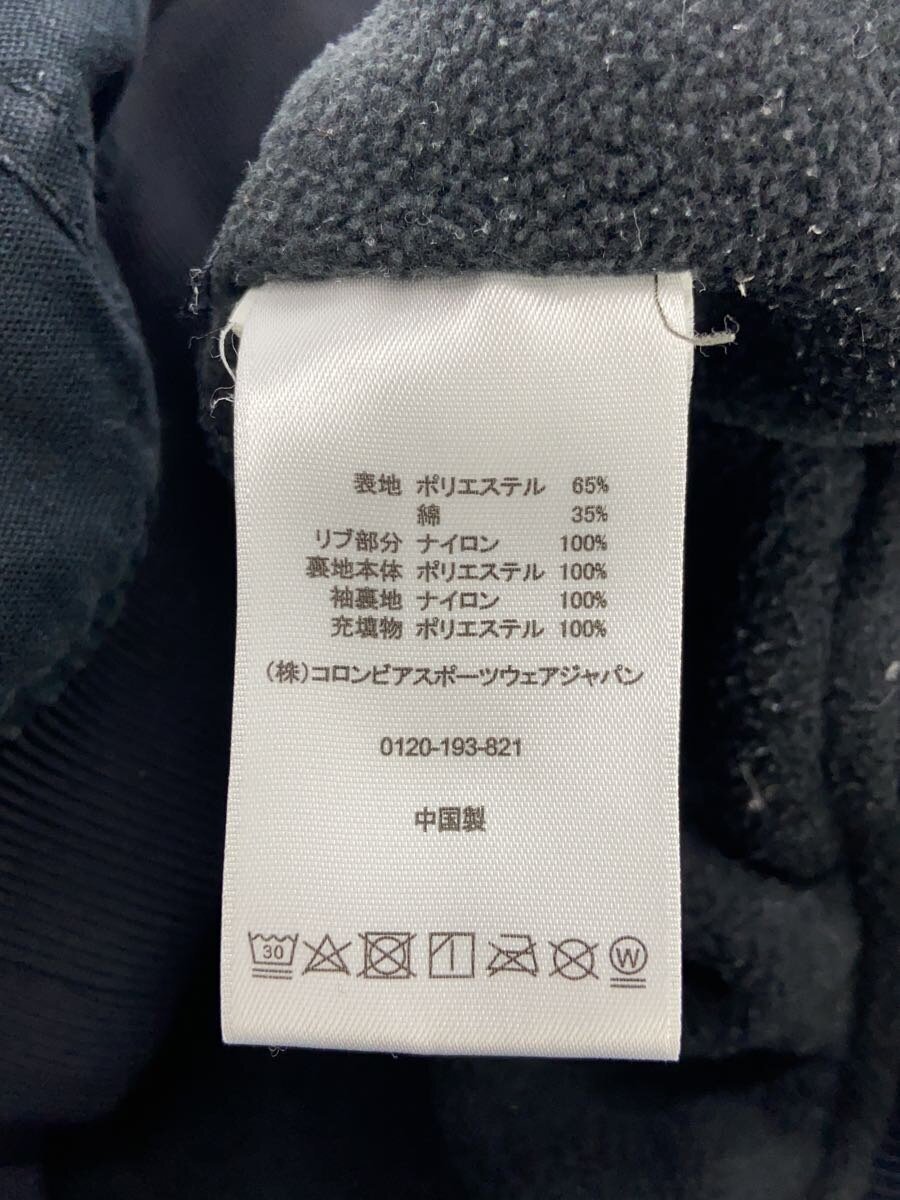 表地 ポリエステル 65%
綿 35%
リブ部分 ナイロン 100%
裏地本体 ポリエステル 100%
袖裏地 ナイロン 100%
充填物 ポリエステル 100%
(株)コロンビアスポーツウェアジャパン
0120-193-821
中国製
30
W